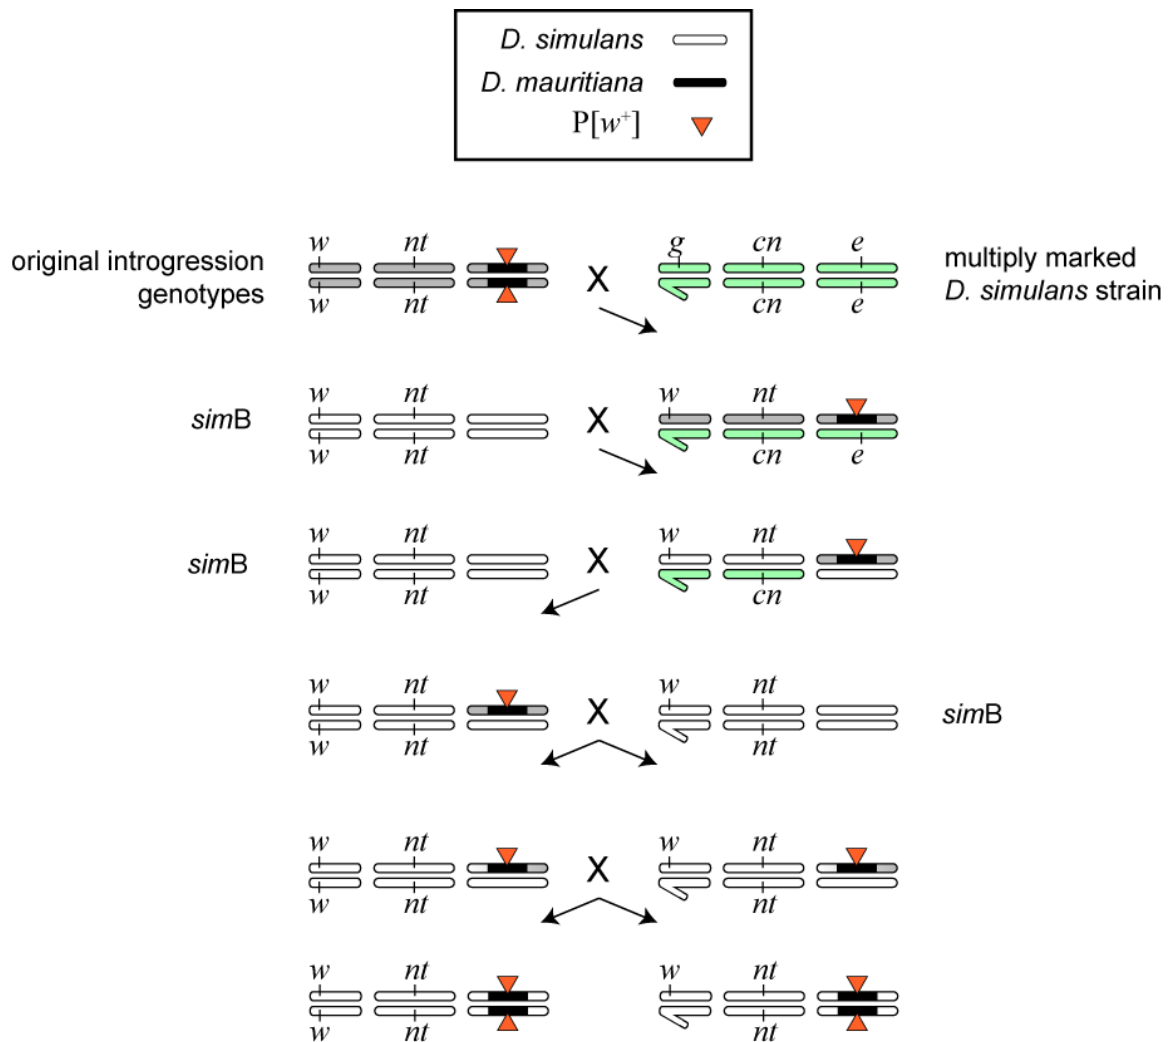 D. simulans
D. mauritiana
P[w⁺]
w nt g cn e
original introgression
genotypes
X
multiply marked
D. simulans strain
w nt cn e
w nt w nt
simB
X
w nt cn e
w nt w nt
simB
X
w nt cn
w nt w nt
X
simB
w nt nt
w nt w nt
X
w nt nt
w nt w nt
w nt nt